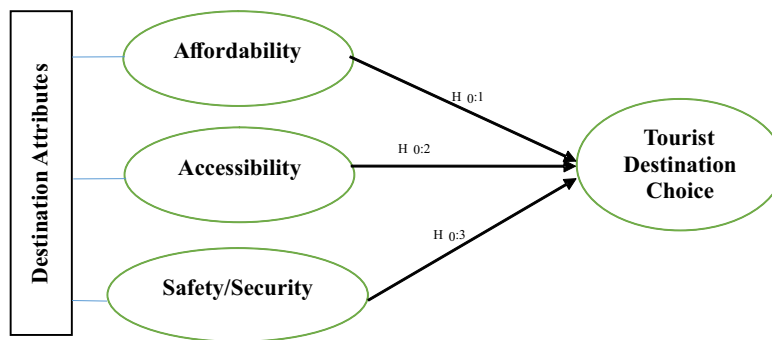 Destination Attributes
Affordability
H 0:1
Accessibility
H 0:2
Safety/Security
H 0:3
Tourist
Destination
Choice